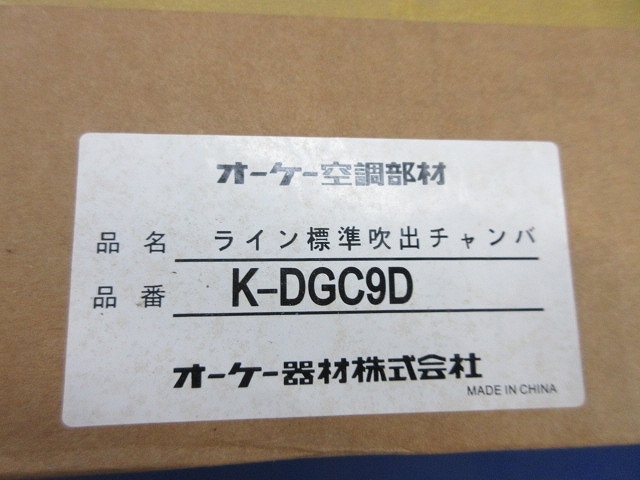 オーケー空調部材
品名 ライン標準吹出チャンバ
品番 K-DGC9D
オーケー器材株式会社
MADE IN CHINA